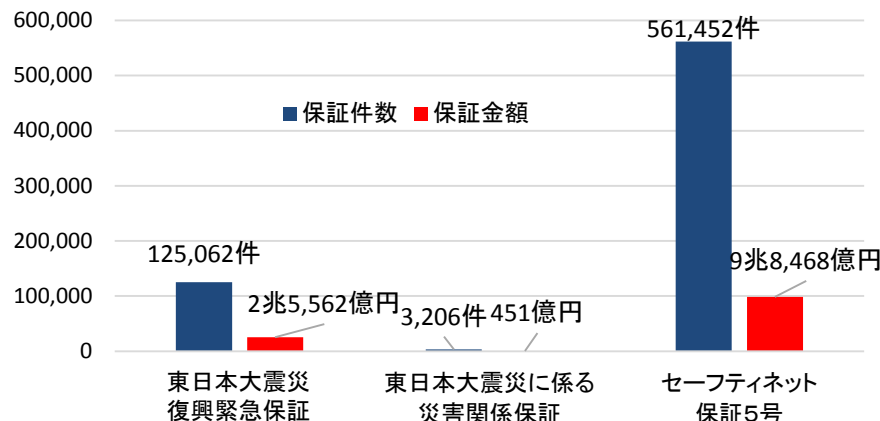 600,000
500,000
400,000
300,000
200,000
100,000
0
保証件数 保証金額
125,062件
2兆5,562億円
3,206件
451億円
561,452件
9兆8,468億円
東日本大震災
復興緊急保証
東日本大震災に係る
災害関係保証
セーフティネット
保証5号